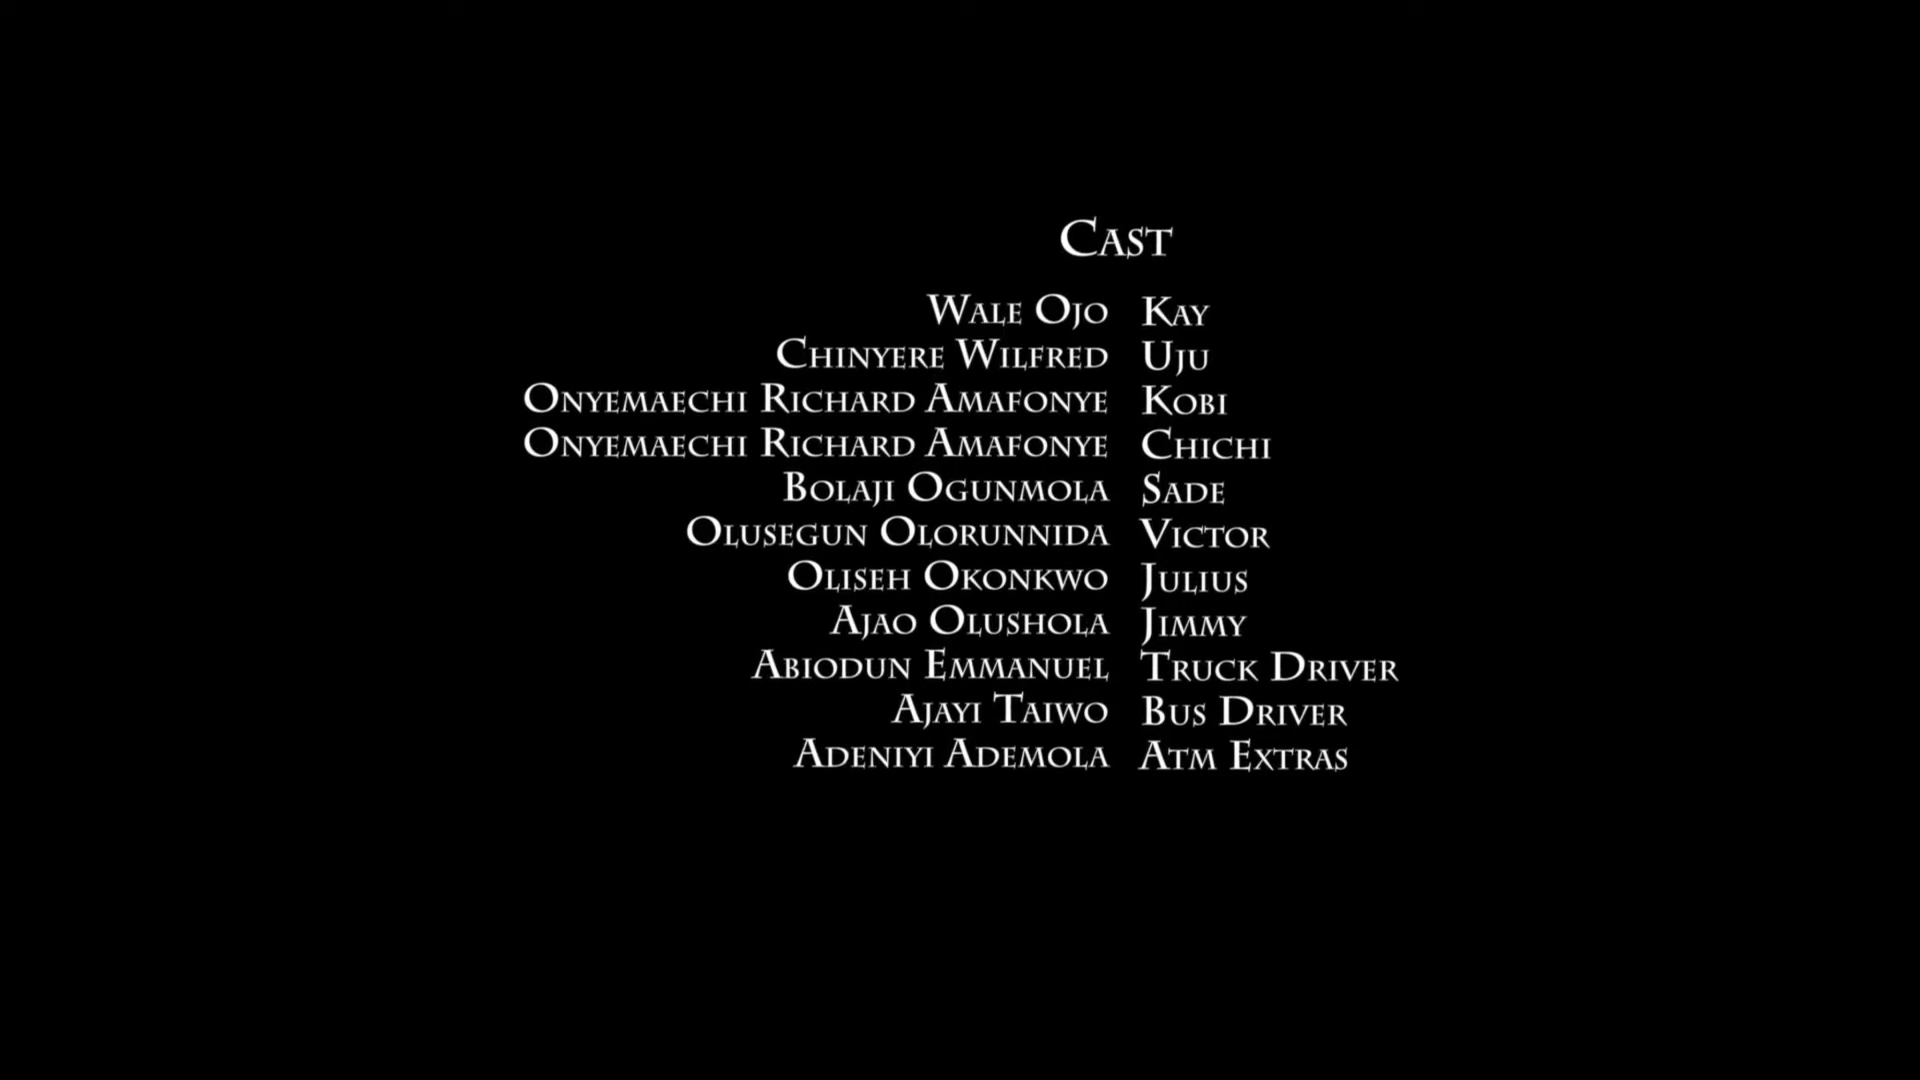 Cast
Wale Ojo Kay
Chinyere Wilfred Uju
Onyemaechi Richard Amafonye Kobi
Onyemaechi Richard Amafonye Chichi
Bolaji Ogunmola Sade
Olusegun Olorunnida Victor
Oliseh Okonkwo Julius
Ajao Olushola Jimmy
Abiodun Emmanuel Truck Driver
Ajayi Taiwo Bus Driver
Adeniyi Ademola Atm Extras